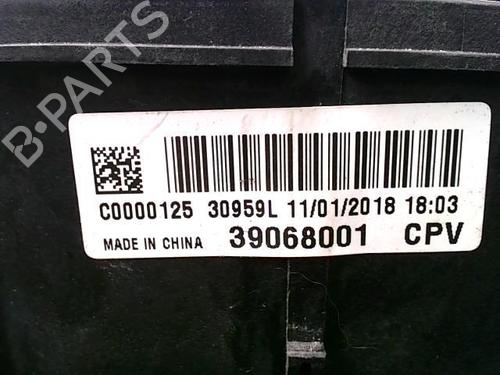 B-PARTS
C0000125 30959L 11/01/2018 18:03
MADE IN CHINA 39068001 CPV